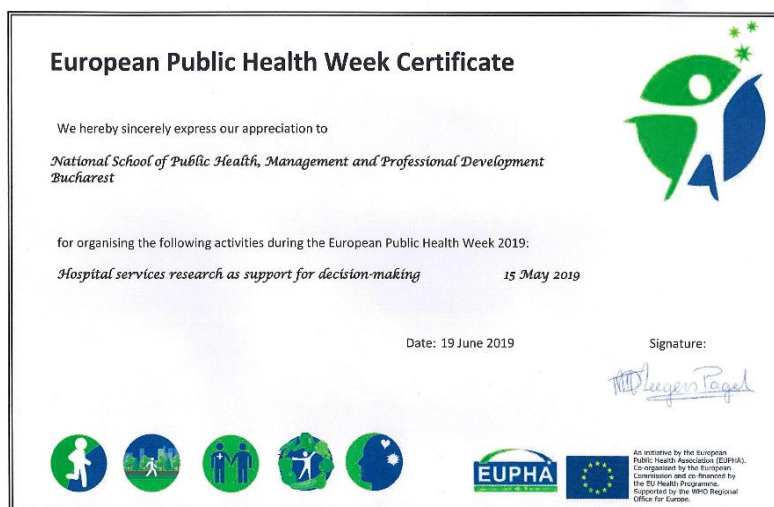 European Public Health Week Certificate
We hereby sincerely express our appreciation to
National School of Public Health, Management and Professional Development
Bucharest
for organising the following activities during the European Public Health Week 2019:
Hospital services research as support for decision-making 15 May 2019
Date: 19 June 2019 Signature:
EUPHA
An initiative by the European
Public Health Association (EUPHA).
Co-organised by the European
Commission and co-financed by
the EU Health Programme.
Supported by the WHO Regional
Office for Europe.